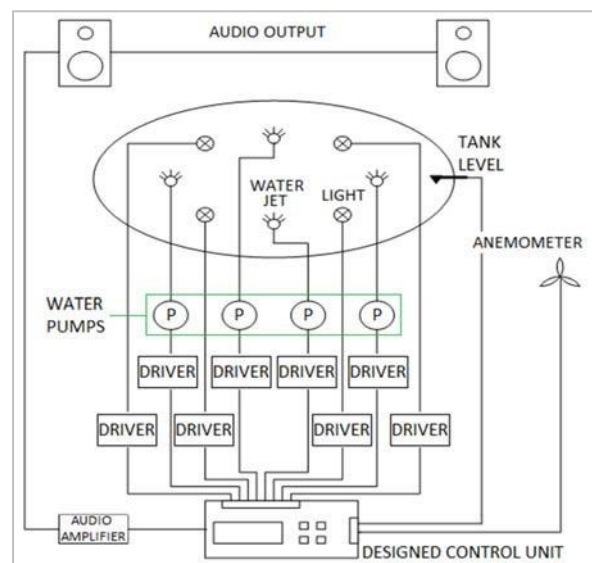 AUDIO OUTPUT
TANK
LEVEL
WATER
JET
LIGHT
ANEMOMETER
WATER
PUMPS
P P P P
DRIVER DRIVER DRIVER DRIVER
DRIVER DRIVER DRIVER DRIVER
AUDIO
AMPLIFIER
DESIGNED CONTROL UNIT